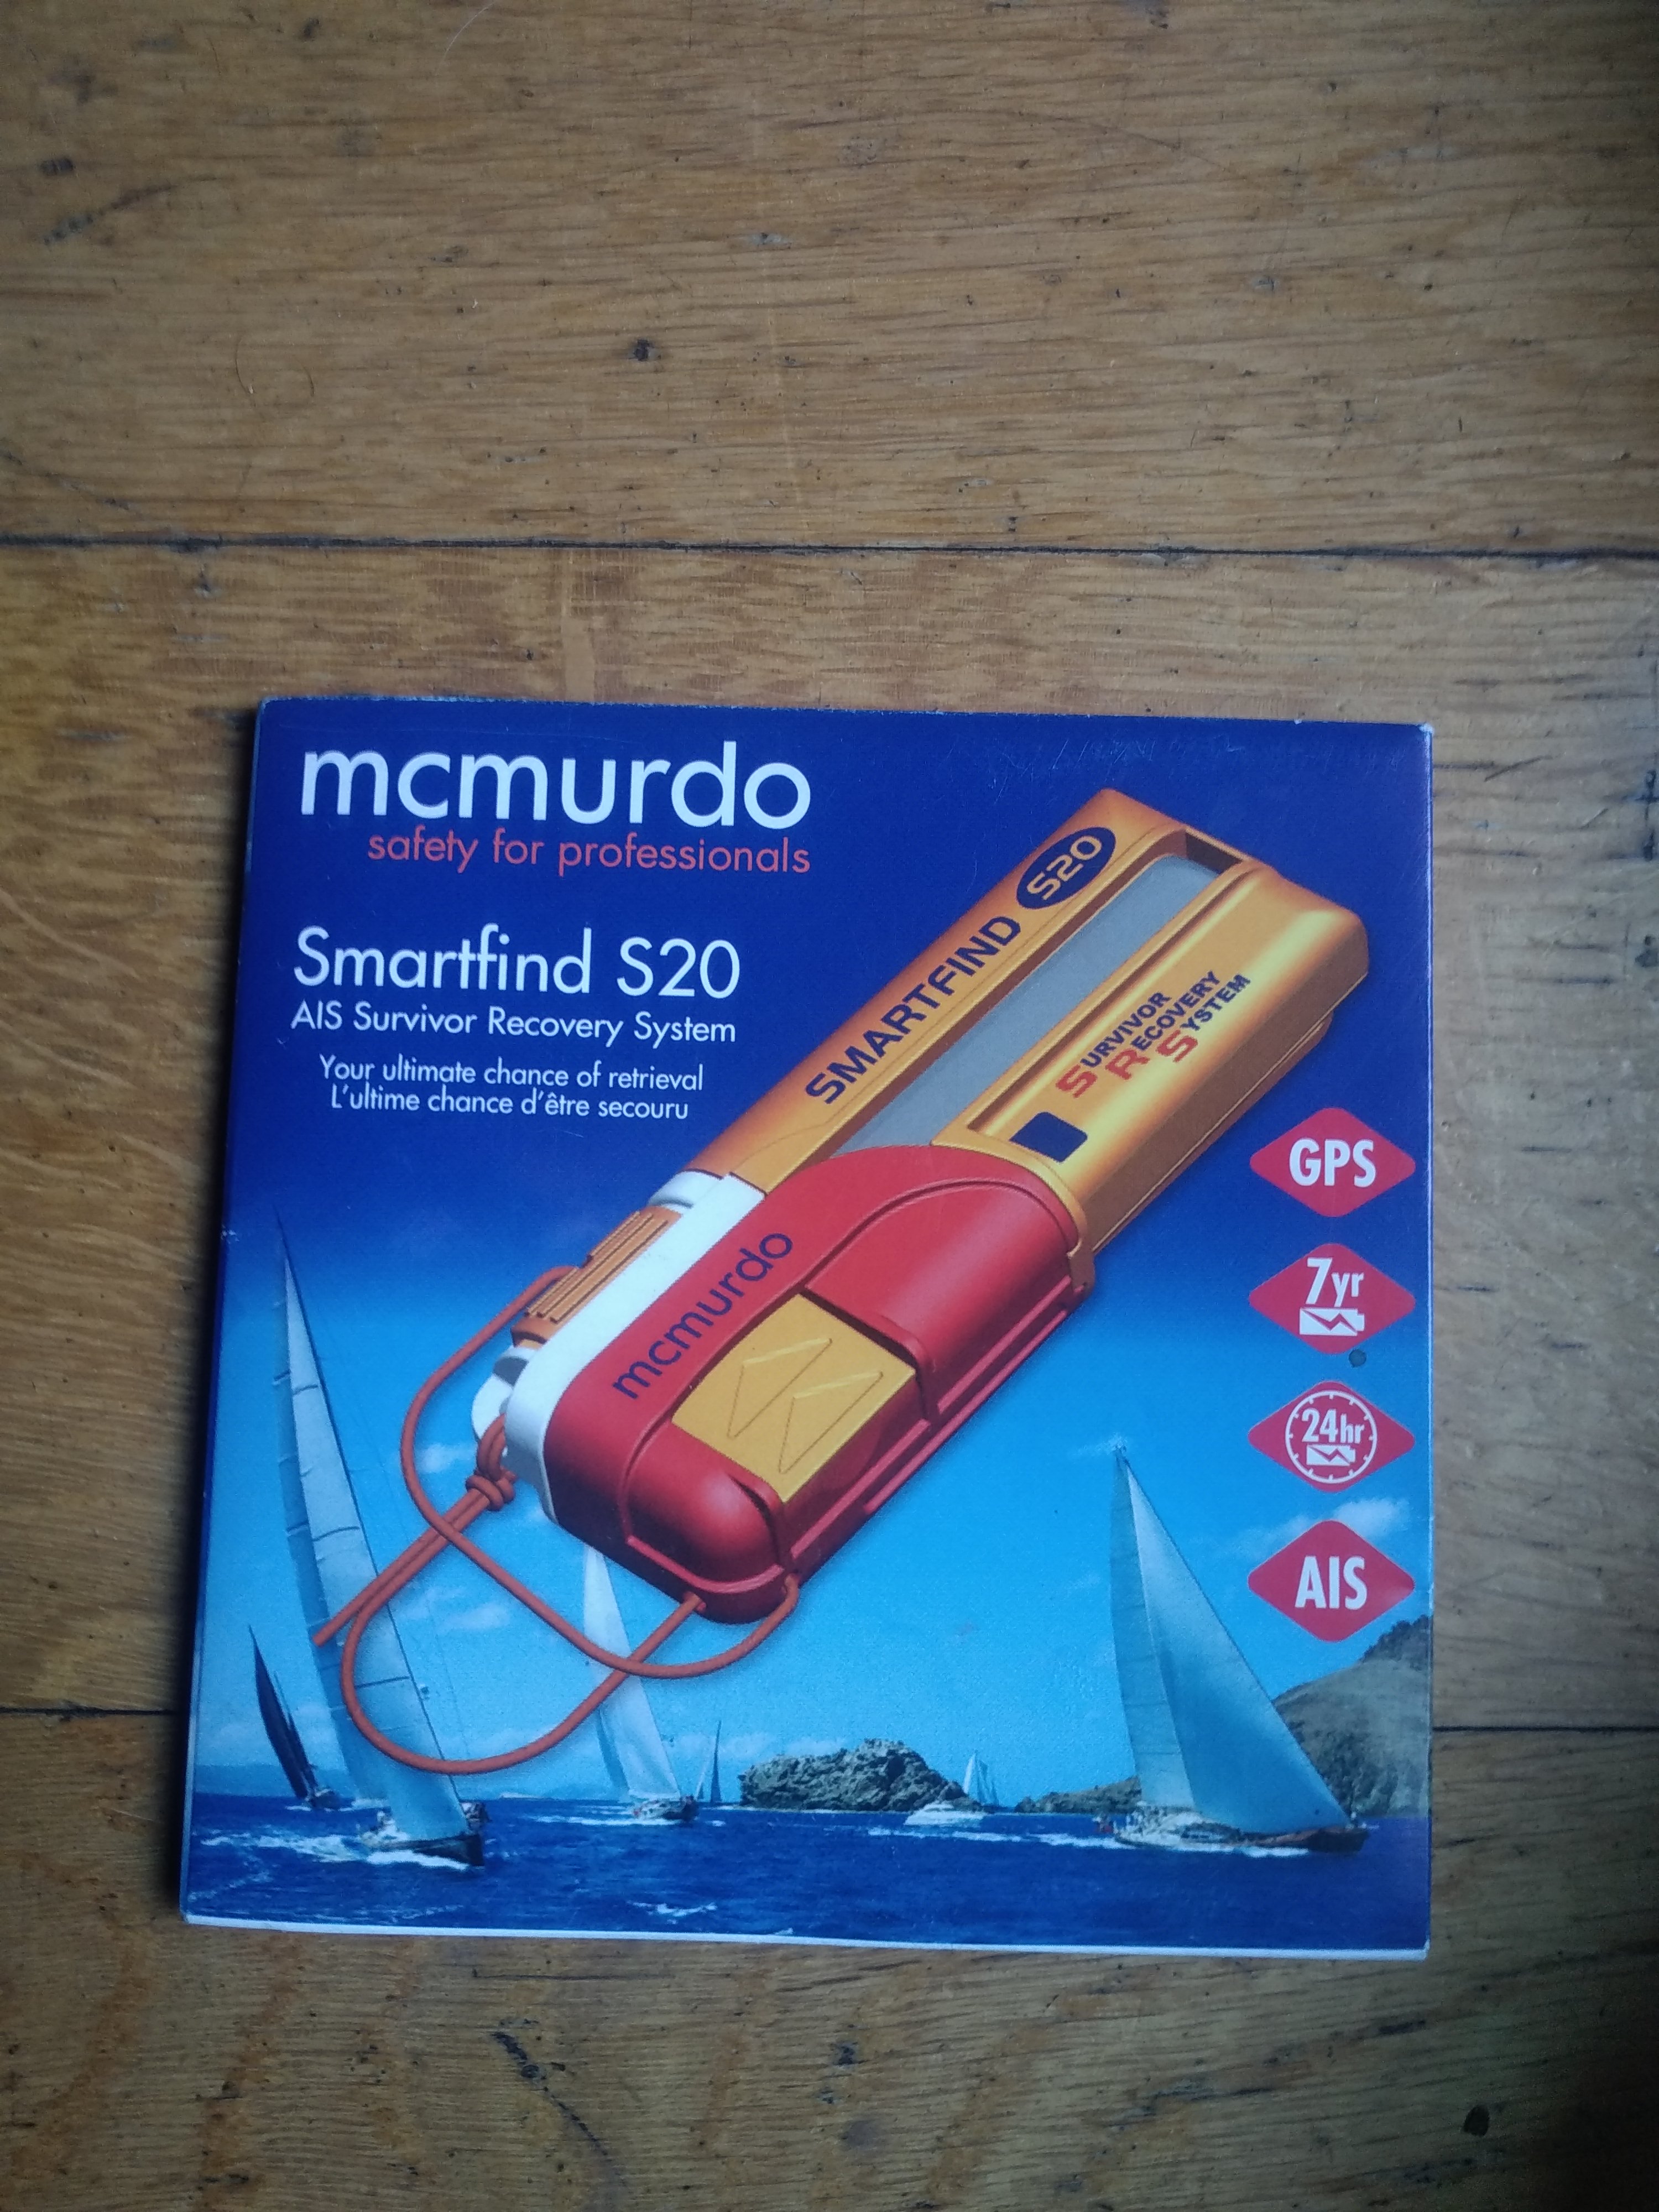 mcmurdo
safety for professionals
Smartfind S20
AIS Survivor Recovery System
Your ultimate chance of retrieval
L'ultime chance d'être secouru
SMARTFIND S20
SURVIVOR
RECOVERY
SYSTEM
mcmurdo
GPS
7yr
24hr
AIS